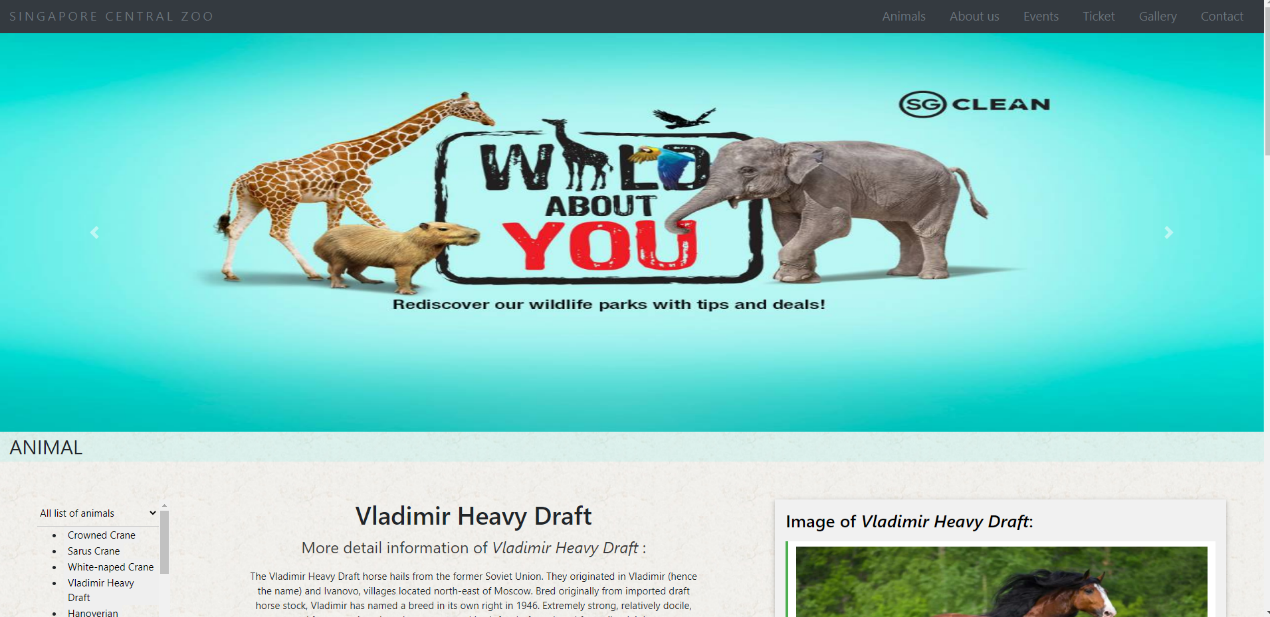 SINGAPORE CENTRAL ZOO
Animals About us Events Ticket Gallery Contact
SG CLEAN
WILD
ABOUT
YOU
Rediscover our wildlife parks with tips and deals!
ANIMAL
All list of animals
Crowned Crane
Sarus Crane
White-naped Crane
Vladimir Heavy
Draft
Hanoverian
Vladimir Heavy Draft
More detail information of Vladimir Heavy Draft :
The Vladimir Heavy Draft horse hails from the former Soviet Union. They originated in Vladimir (hence
the name) and Ivanovo, villages located north-east of Moscow. Bred originally from imported draft
horse stock, Vladimir has named a breed in its own right in 1946. Extremely strong, relatively docile,
Image of Vladimir Heavy Draft: